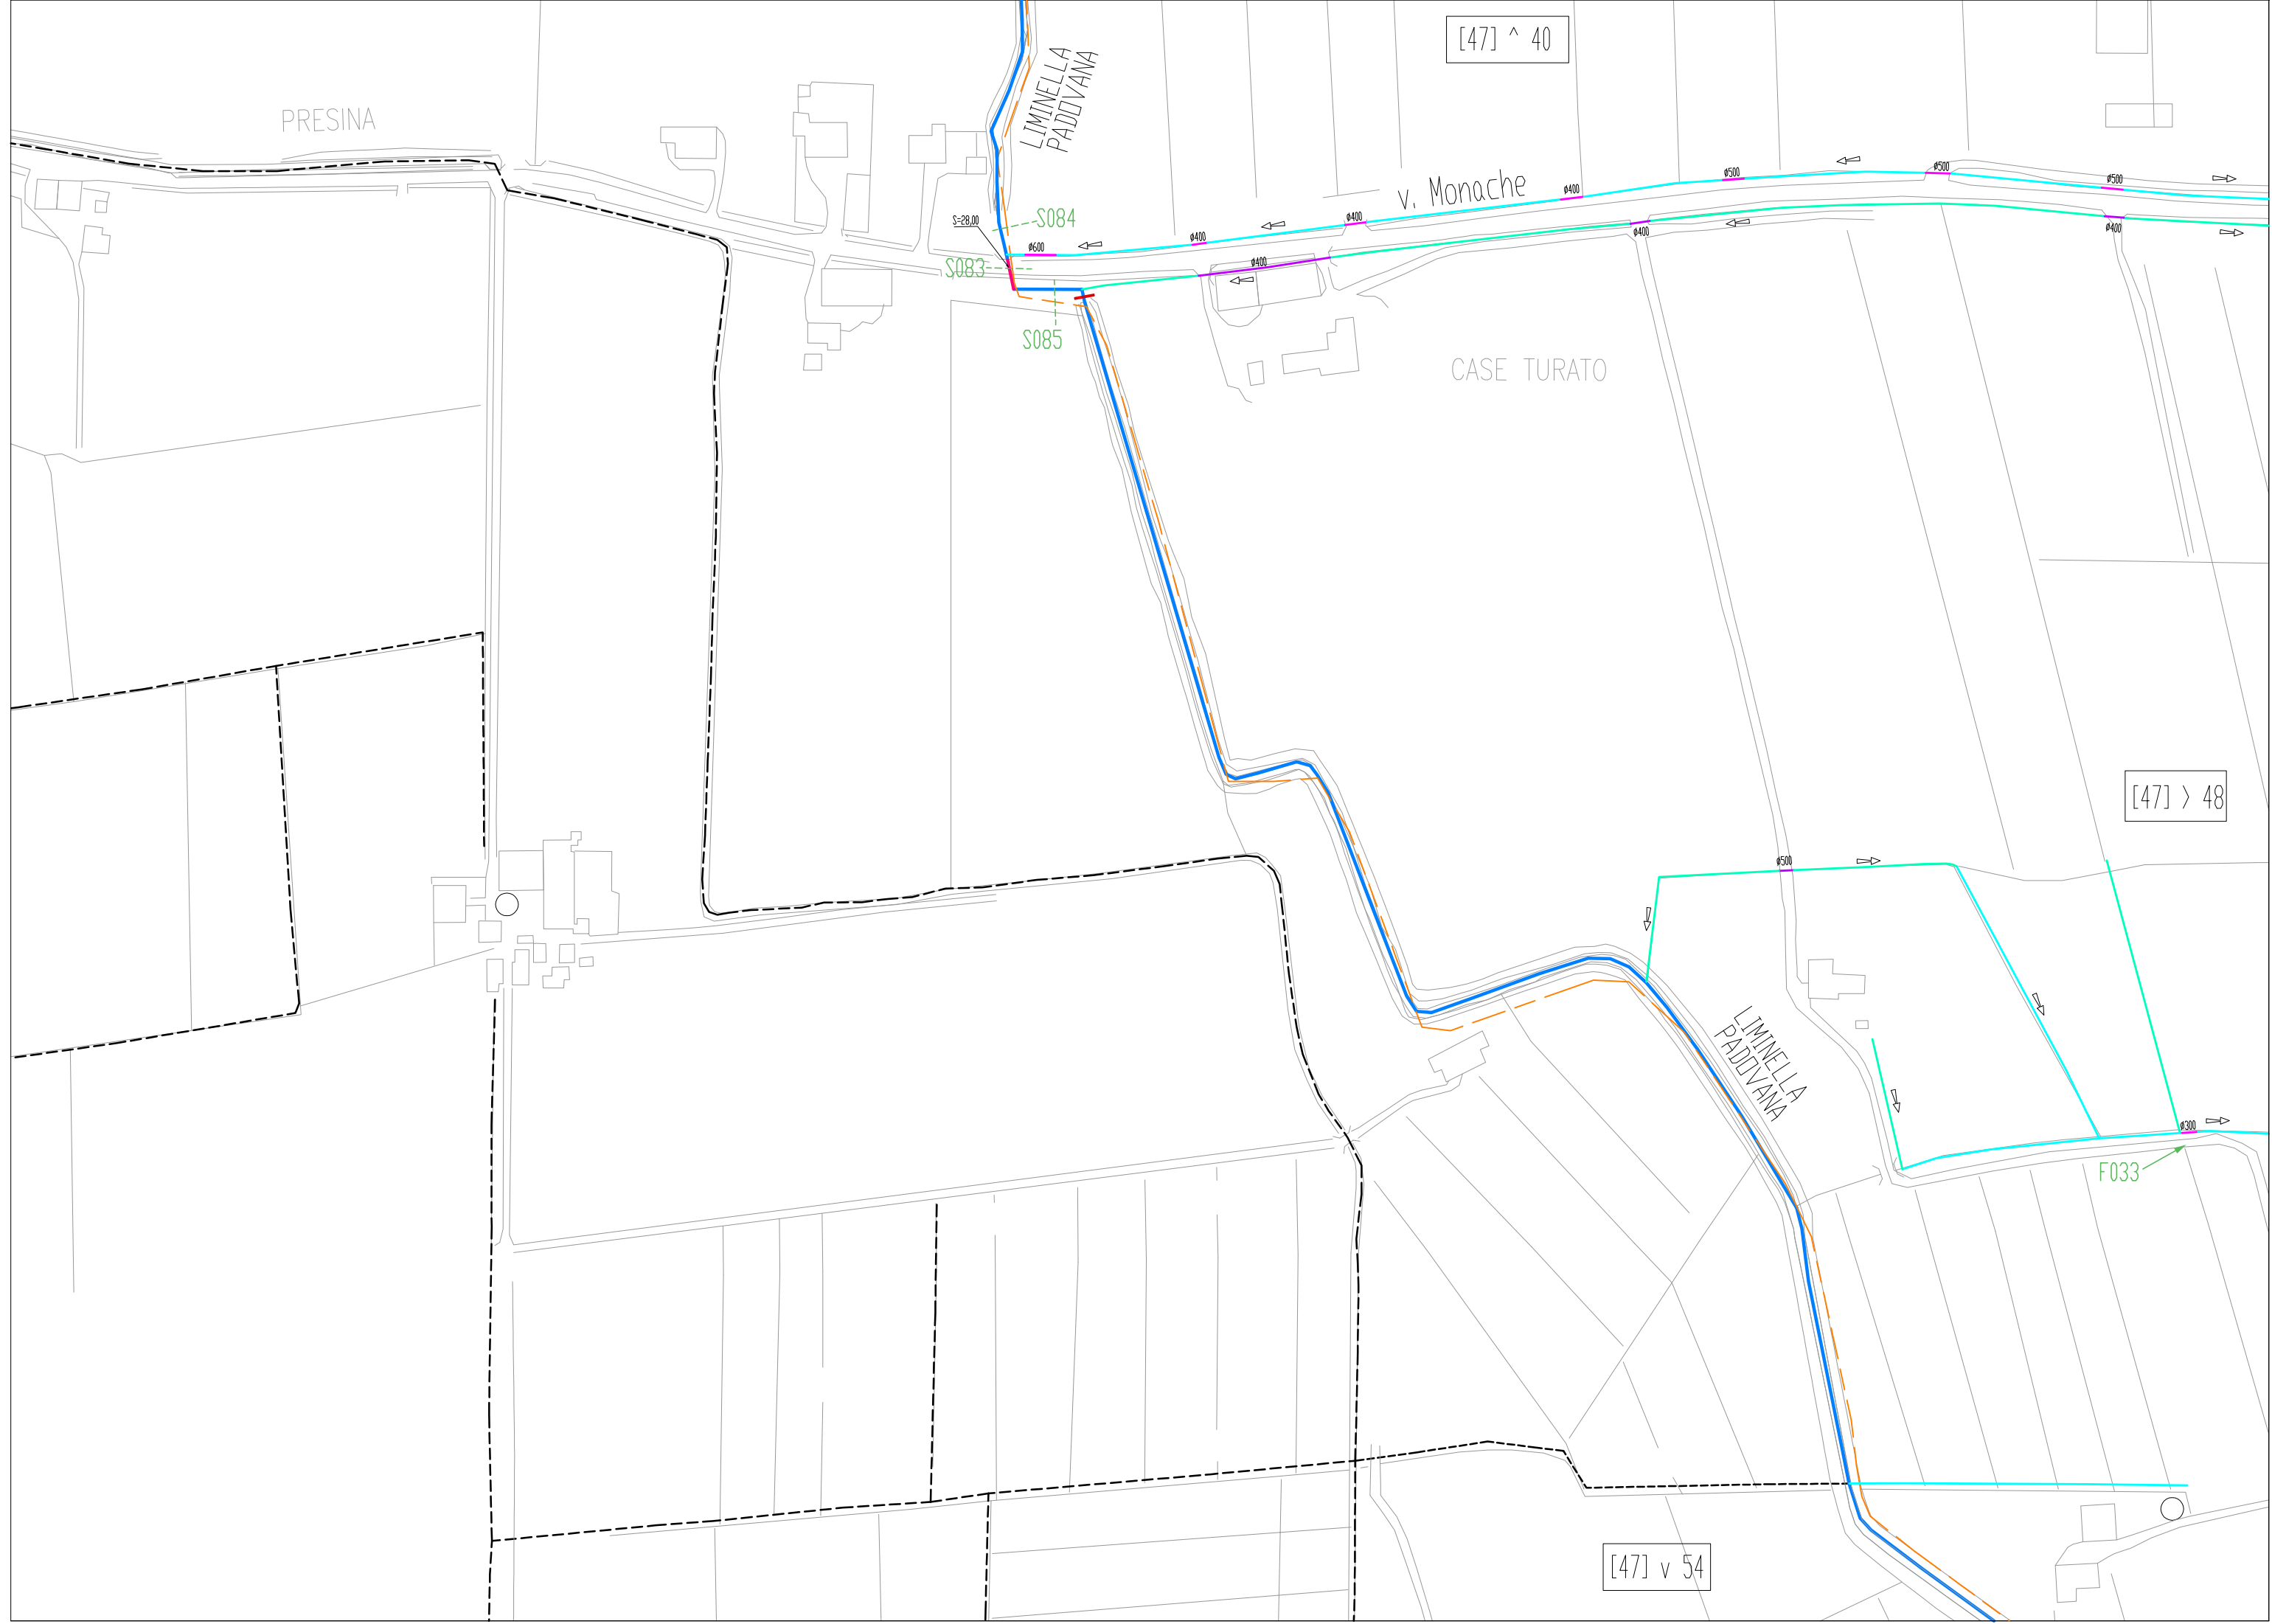 [47] ^ 40
PRESINA
LIMINELLA
PADOVANA
ø500
ø500
ø500
v. Monache
ø400
ø400
ø400
S084
S=28,00
ø600
ø400
ø400
S083
ø400
S085
CASE TURATO
[47] > 48
ø500
LIMINELLA
PADOVANA
ø300
F033
[47] v 54